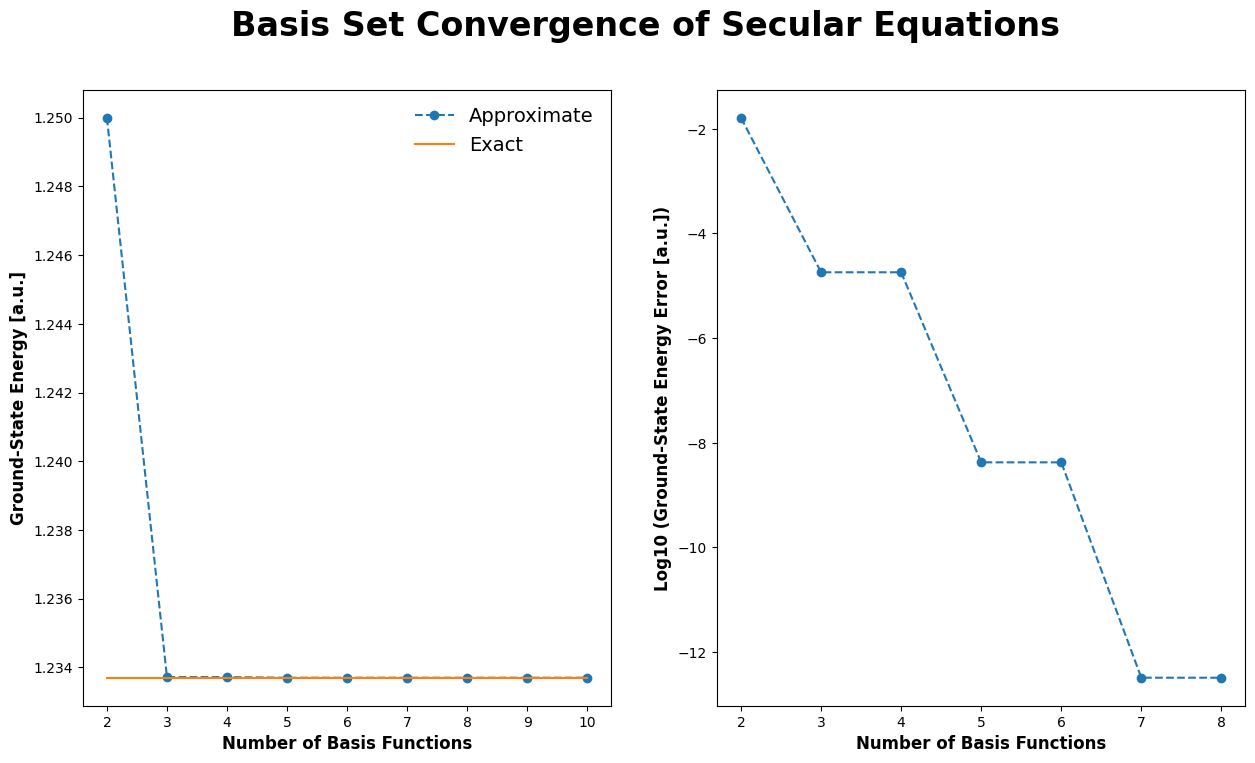 Basis Set Convergence of Secular Equations
Ground-State Energy [a.u.]
1.250
1.248
1.246
1.244
1.242
1.240
1.238
1.236
1.234
Approximate
Exact
2 3 4 5 6 7 8 9 10
Number of Basis Functions
Log10 (Ground-State Energy Error [a.u.])
−2
−4
−6
−8
−10
−12
2 3 4 5 6 7 8
Number of Basis Functions